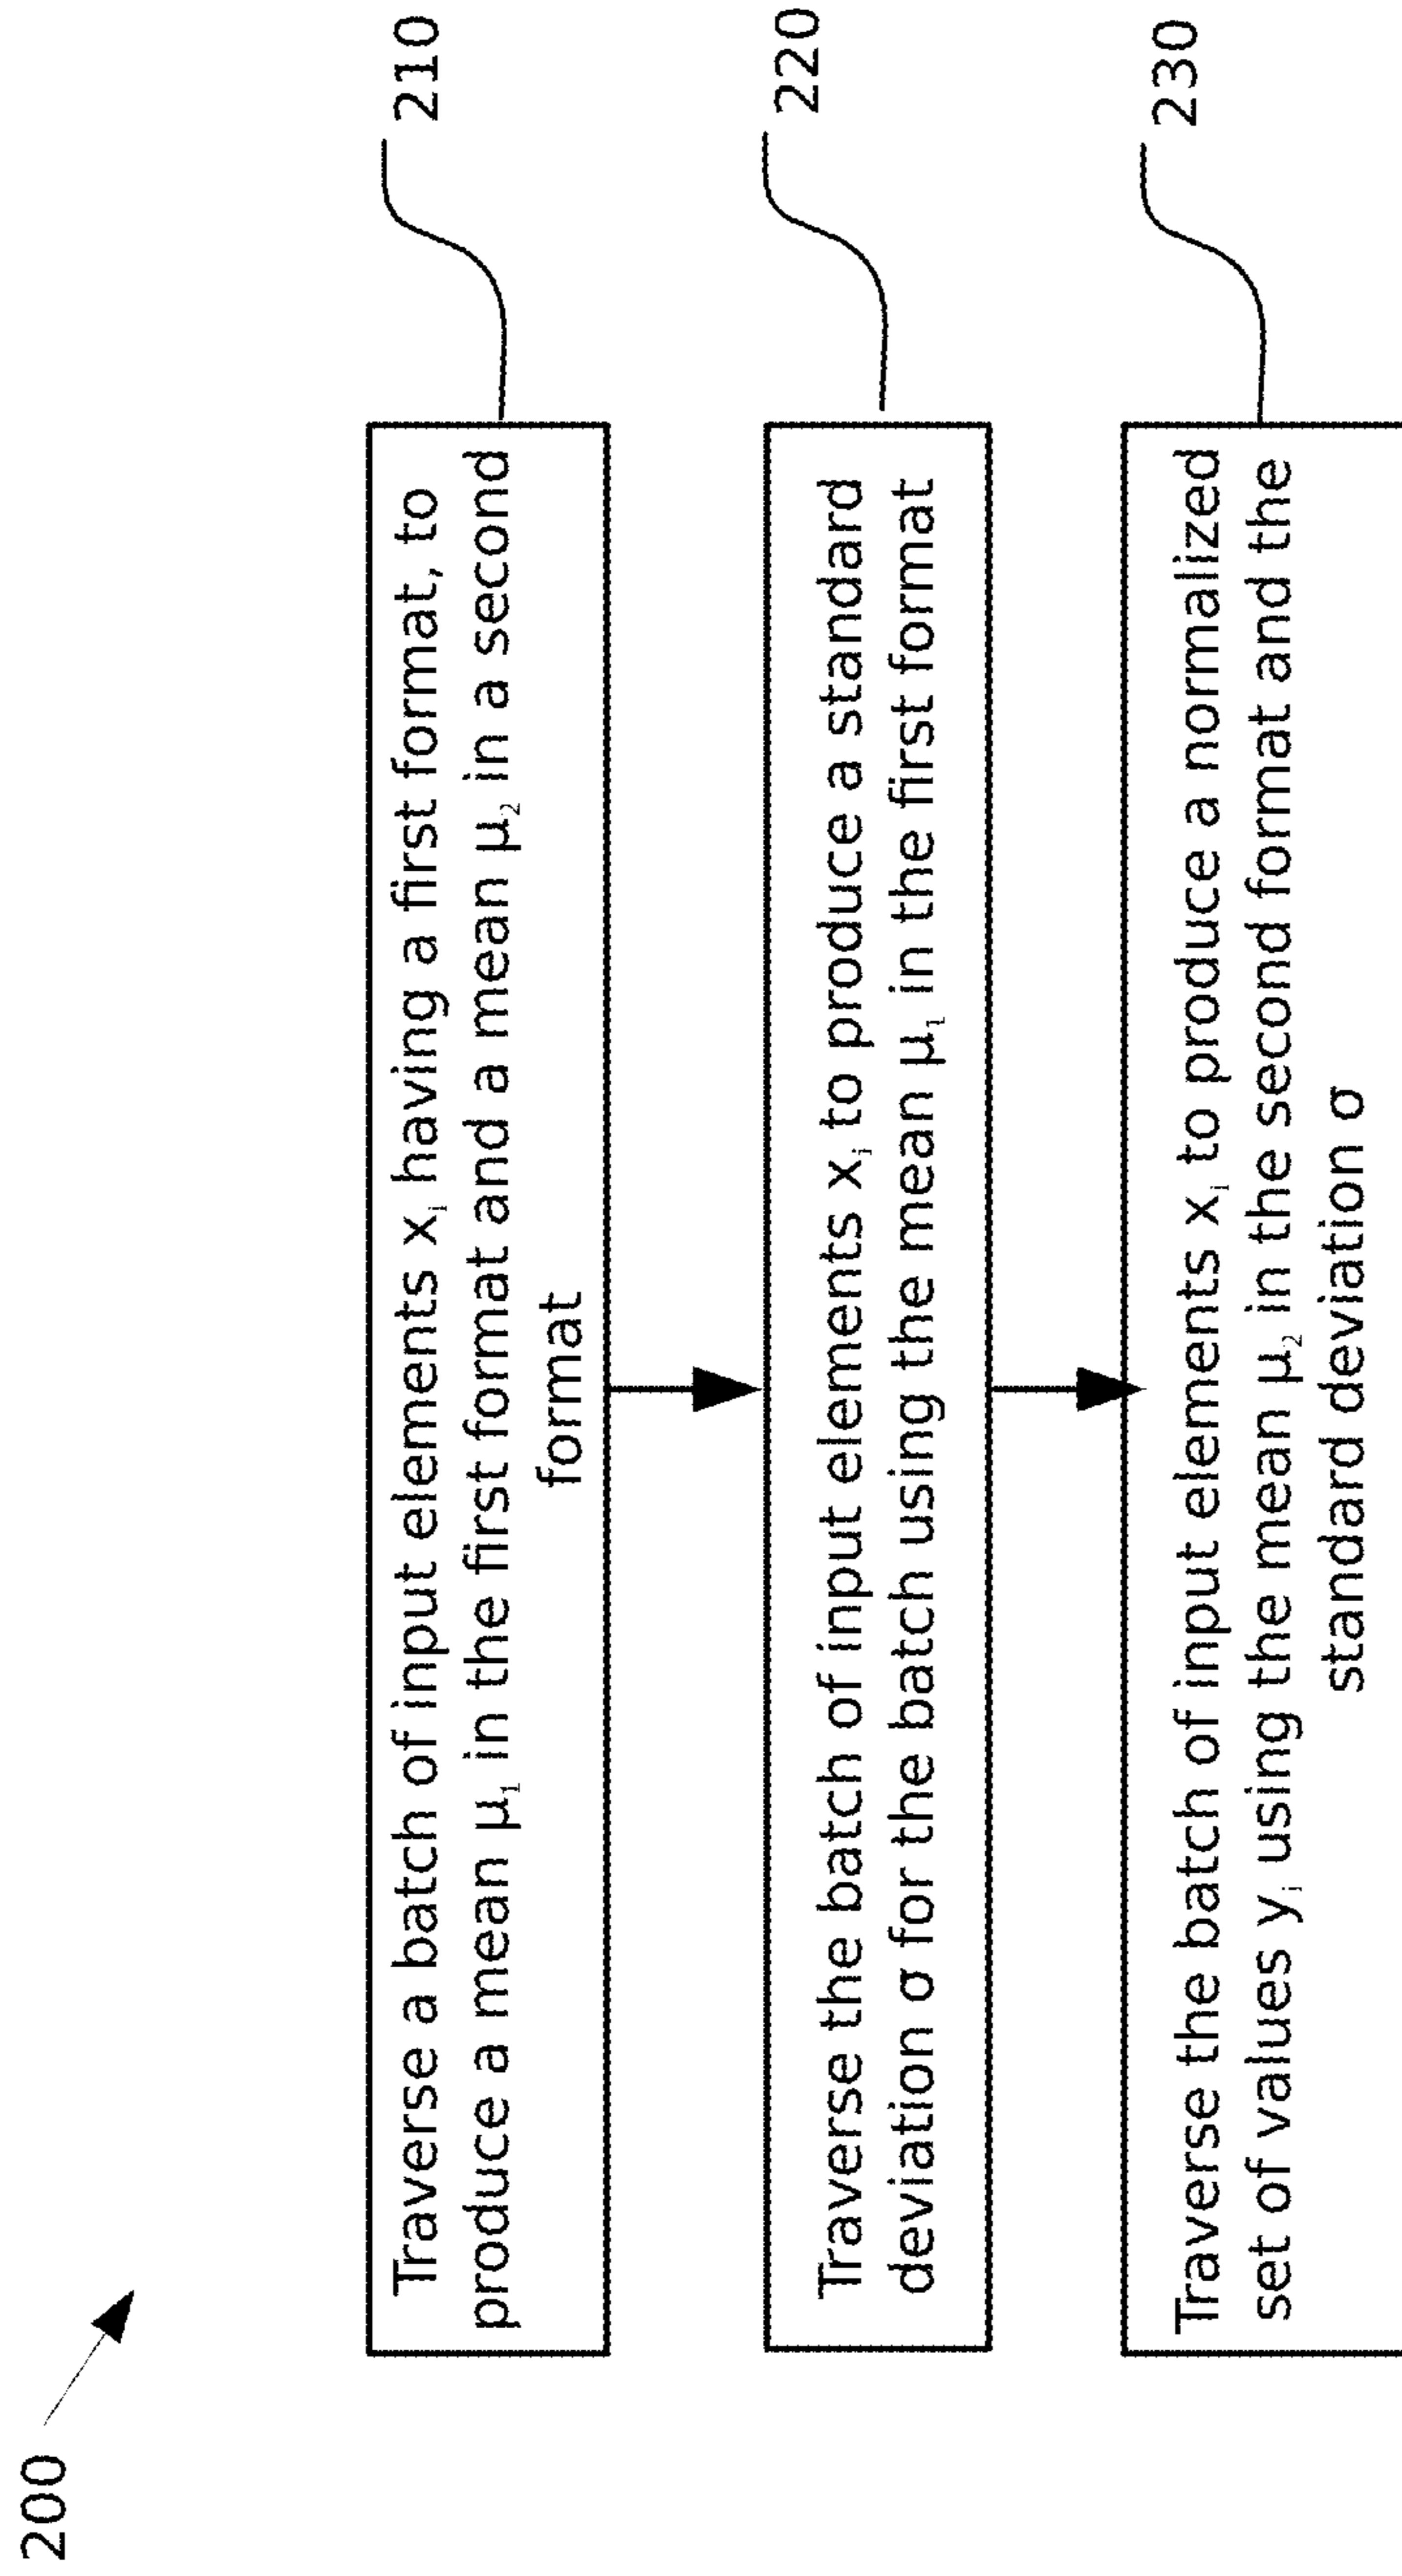 200
Traverse a batch of input elements xᵢ having a first format, to
produce a mean μ₁ in the first format and a mean μ₂ in a second
format
210
Traverse the batch of input elements xᵢ to produce a standard
deviation σ for the batch using the mean μ₁ in the first format
220
Traverse the batch of input elements xᵢ to produce a normalized
set of values yᵢ using the mean μ₂ in the second format and the
standard deviation σ
230